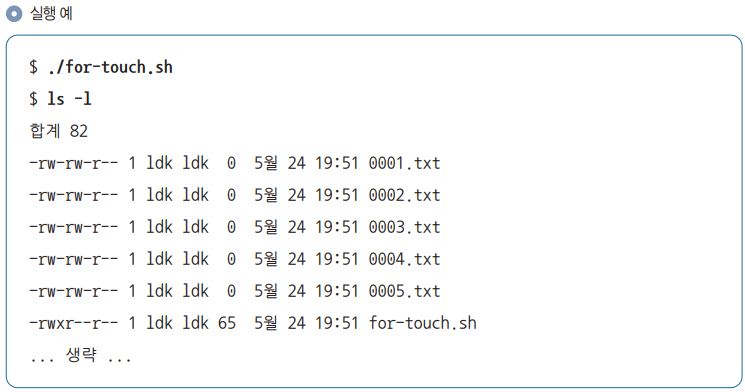 실행 예
$ ./for-touch.sh
$ ls -l
합계 82
-rw-rw-r-- 1 ldk ldk  0  5월 24 19:51 0001.txt
-rw-rw-r-- 1 ldk ldk  0  5월 24 19:51 0002.txt
-rw-rw-r-- 1 ldk ldk  0  5월 24 19:51 0003.txt
-rw-rw-r-- 1 ldk ldk  0  5월 24 19:51 0004.txt
-rw-rw-r-- 1 ldk ldk  0  5월 24 19:51 0005.txt
-rwxr--r-- 1 ldk ldk 65  5월 24 19:51 for-touch.sh
... 생략 ...